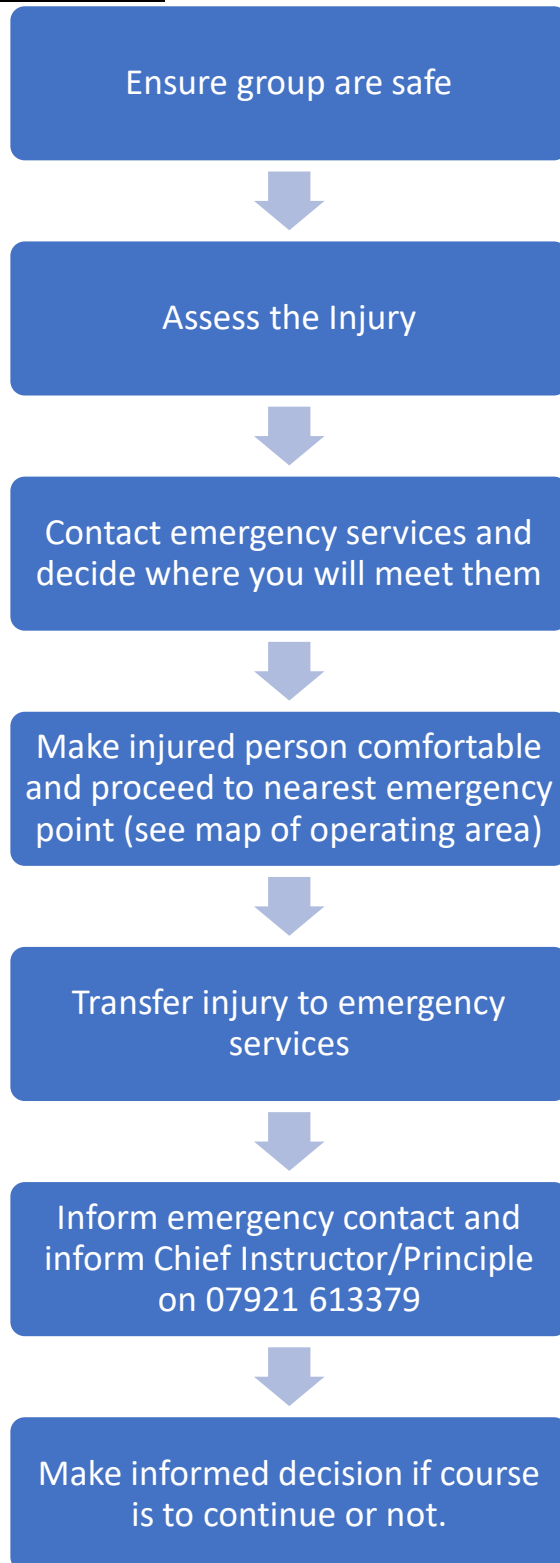 Ensure group are safe
Assess the Injury
Contact emergency services and
decide where you will meet them
Make injured person comfortable
and proceed to nearest emergency
point (see map of operating area)
Transfer injury to emergency
services
Inform emergency contact and
inform Chief Instructor/Principle
on 07921 613379
Make informed decision if course
is to continue or not.